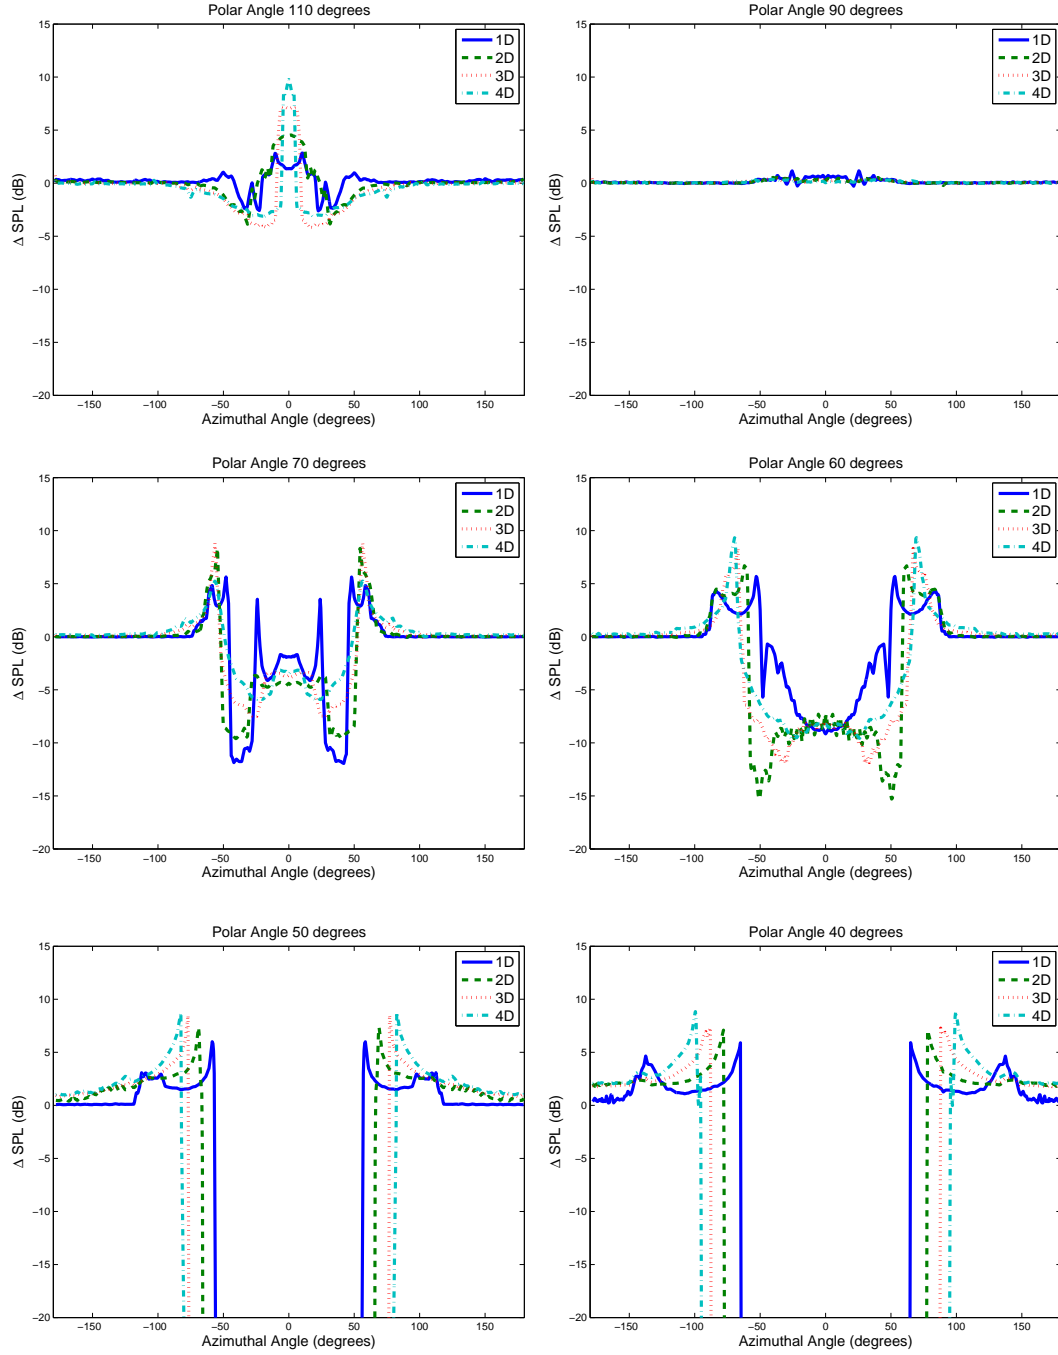 Polar Angle 110 degrees
15
10
5
0
−5
−10
−15
−20
Δ SPL (dB)
−150 −100 −50 0 50 100 150
Azimuthal Angle (degrees)
1D
2D
3D
4D
Polar Angle 90 degrees
15
10
5
0
−5
−10
−15
−20
Δ SPL (dB)
−150 −100 −50 0 50 100 150
Azimuthal Angle (degrees)
1D
2D
3D
4D
Polar Angle 70 degrees
15
10
5
0
−5
−10
−15
−20
Δ SPL (dB)
−150 −100 −50 0 50 100 150
Azimuthal Angle (degrees)
1D
2D
3D
4D
Polar Angle 60 degrees
15
10
5
0
−5
−10
−15
−20
Δ SPL (dB)
−150 −100 −50 0 50 100 150
Azimuthal Angle (degrees)
1D
2D
3D
4D
Polar Angle 50 degrees
15
10
5
0
−5
−10
−15
−20
Δ SPL (dB)
−150 −100 −50 0 50 100 150
Azimuthal Angle (degrees)
1D
2D
3D
4D
Polar Angle 40 degrees
15
10
5
0
−5
−10
−15
−20
Δ SPL (dB)
−150 −100 −50 0 50 100 150
Azimuthal Angle (degrees)
1D
2D
3D
4D